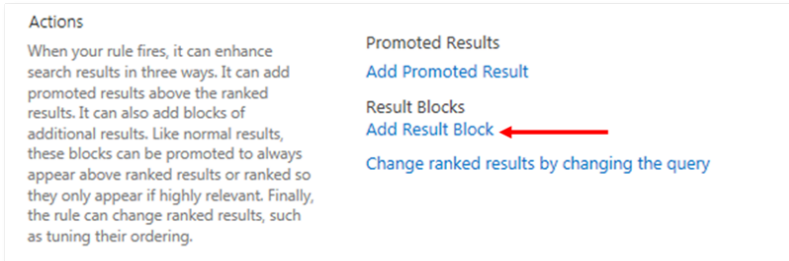 Actions
When your rule fires, it can enhance
search results in three ways. It can add
promoted results above the ranked
results. It can also add blocks of
additional results. Like normal results,
these blocks can be promoted to always
appear above ranked results or ranked so
they only appear if highly relevant. Finally,
the rule can change ranked results, such
as tuning their ordering.
Promoted Results
Add Promoted Result
Result Blocks
Add Result Block
Change ranked results by changing the query